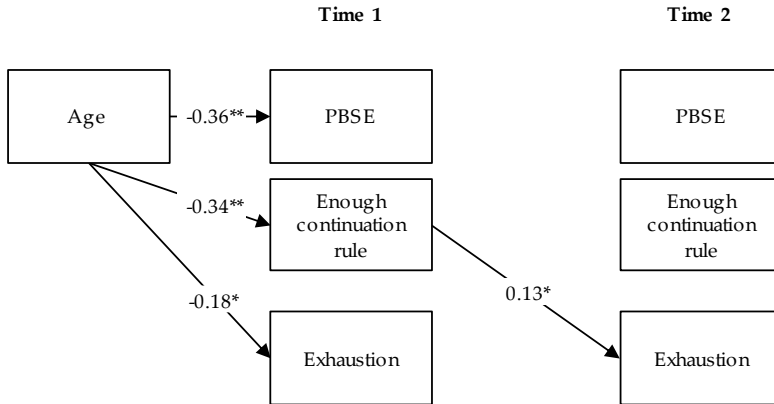 Time 1
Time 2
Age
-0.36**
PBSE
PBSE
-0.34**
Enough
continuation
rule
Enough
continuation
rule
-0.18*
0.13*
Exhaustion
Exhaustion